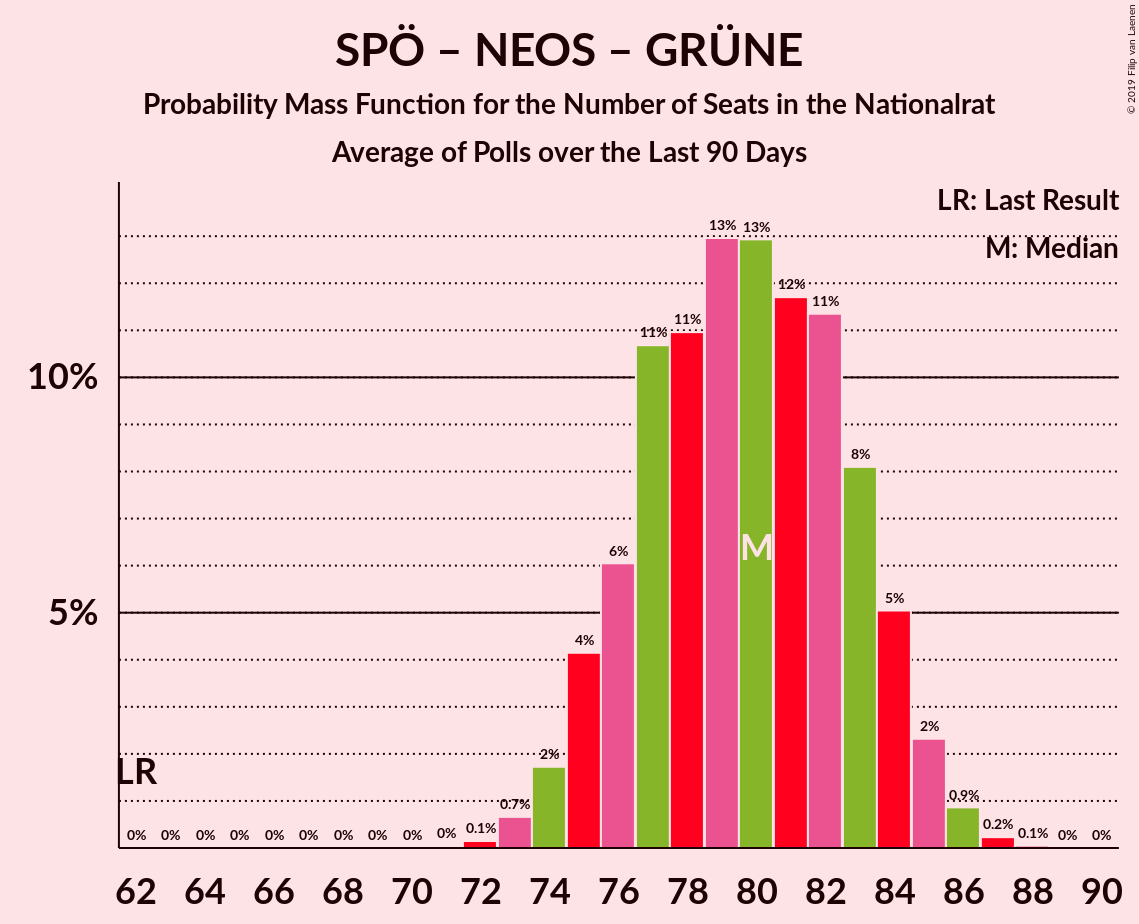 SPÖ – NEOS – GRÜNE
Probability Mass Function for the Number of Seats in the Nationalrat
Average of Polls over the Last 90 Days
© 2019 Filip van Laenen
LR: Last Result
M: Median
10%
5%
LR
M
0% 0% 0% 0% 0% 0% 0% 0% 0% 0% 0.1% 0.7% 2% 4% 6% 11% 11% 13% 13% 12% 11% 8% 5% 2% 0.9% 0.2% 0.1% 0% 0%
62 64 66 68 70 72 74 76 78 80 82 84 86 88 90